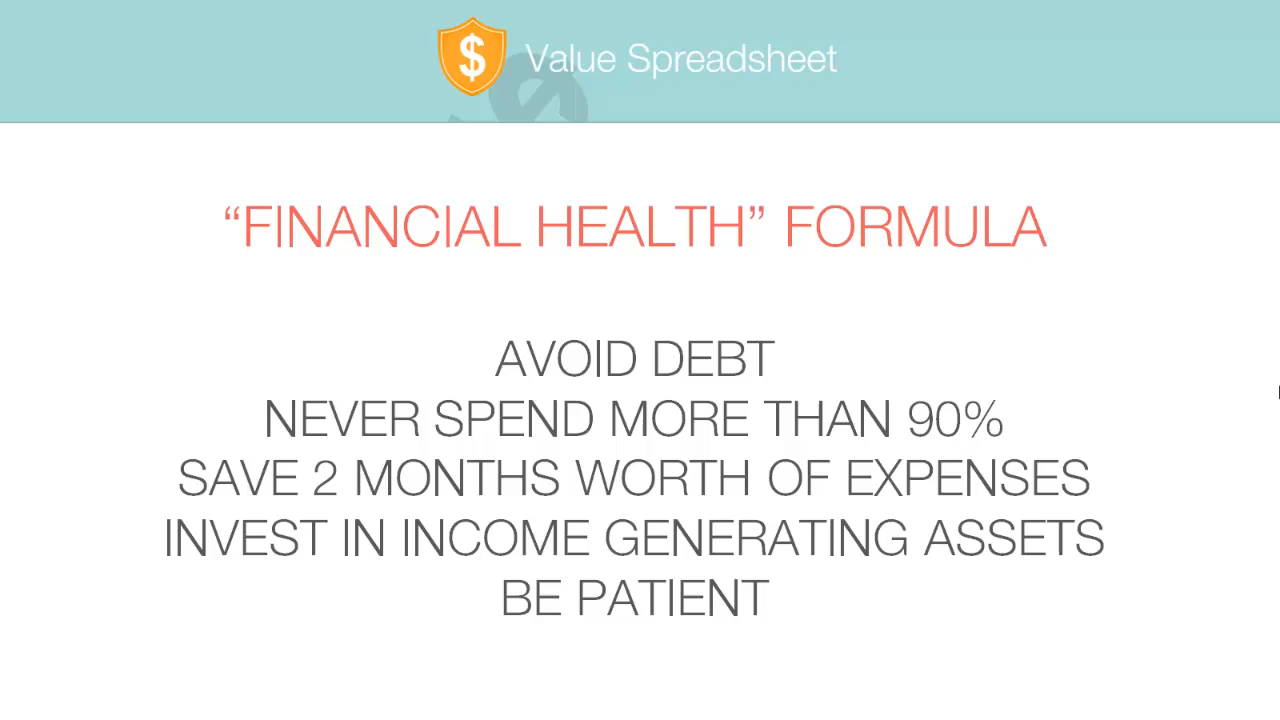 $ Value Spreadsheet
“FINANCIAL HEALTH” FORMULA
AVOID DEBT
NEVER SPEND MORE THAN 90%
SAVE 2 MONTHS WORTH OF EXPENSES
INVEST IN INCOME GENERATING ASSETS
BE PATIENT